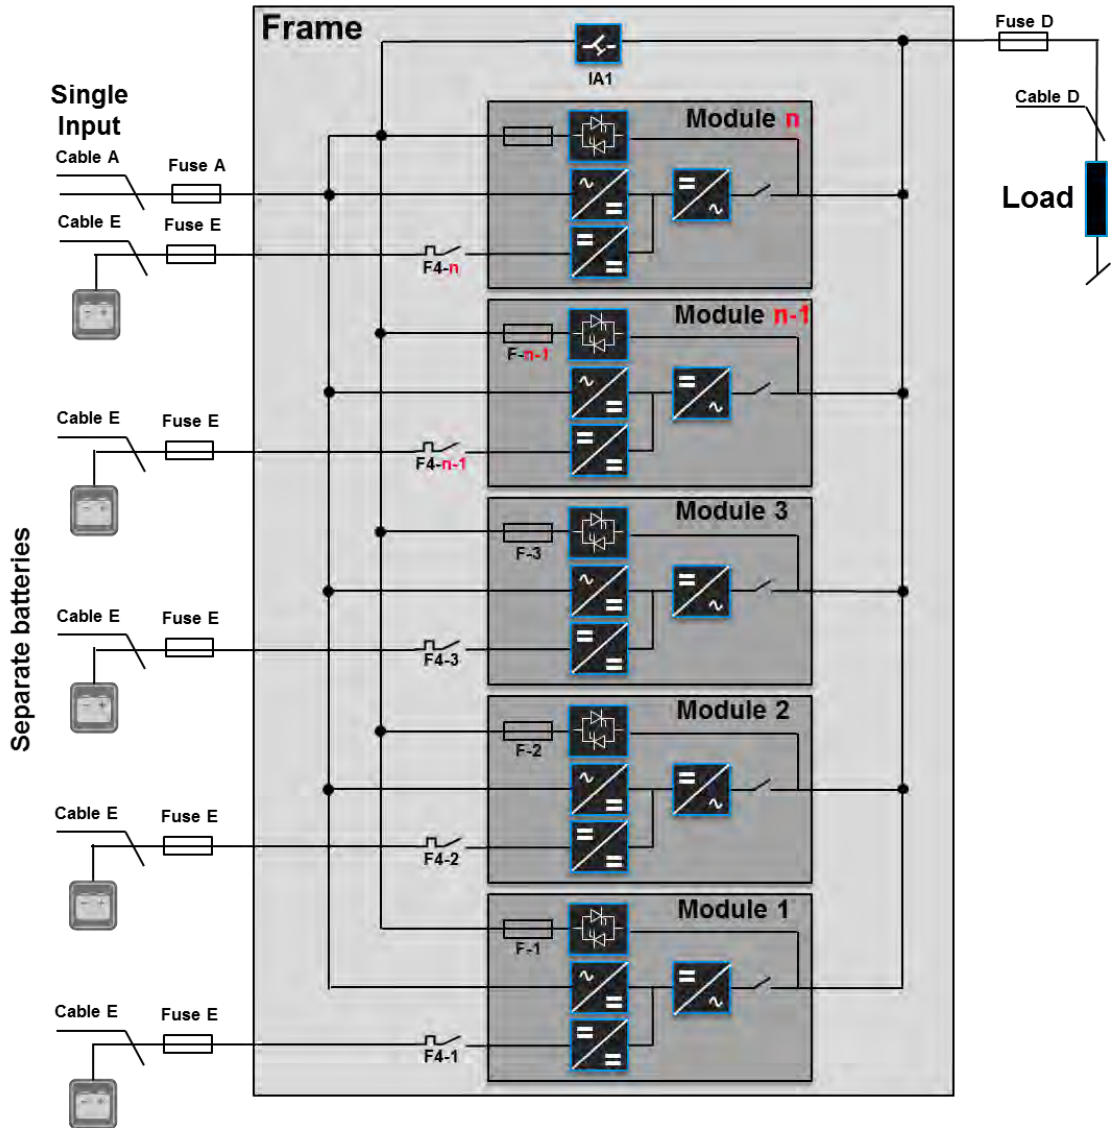 Frame
Fuse D
IA1
Cable D
Single
Input
Module n
Cable A
Fuse A
Load
Cable E
Fuse E
F4-n
Module n-1
F-n-1
Cable E
Fuse E
F4-n-1
Module 3
F-3
Separate batteries
Cable E
Fuse E
F4-3
Module 2
F-2
Cable E
Fuse E
F4-2
Module 1
F-1
Cable E
Fuse E
F4-1